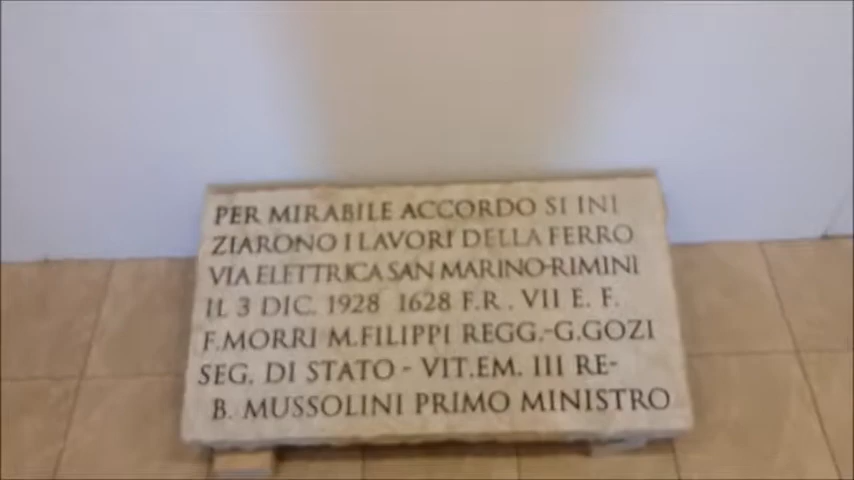 PER MIRABILE ACCORDO SI INI
ZIARONO I LAVORI DELLA FERRO
VIA ELETTRICA SAN MARINO-RIMINI
IL 3 DIC. 1928 1628 F.R. VII E. F.
F.MORRI M.FILIPPI REGG.-G.GOZI
SEG. DI STATO - VIT.EM. III RE-
B. MUSSOLINI PRIMO MINISTRO